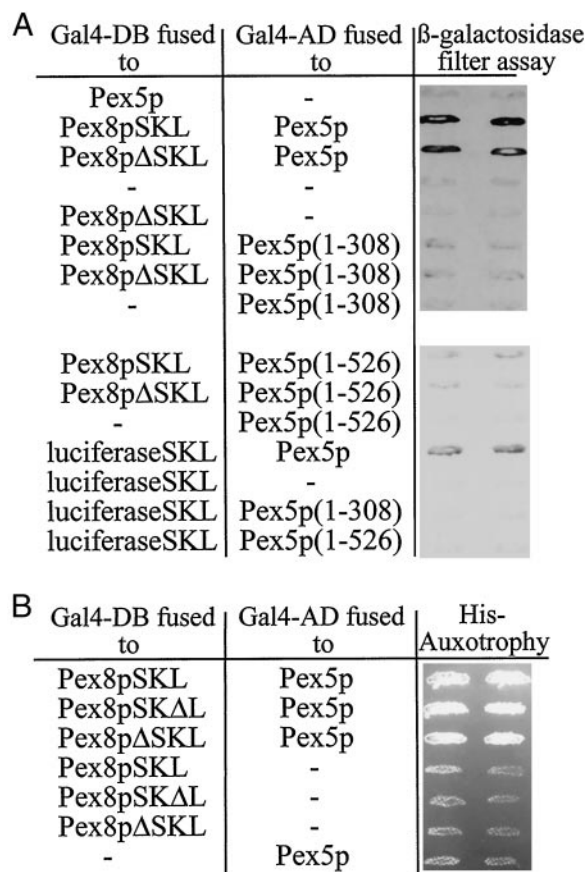 A
Gal4-DB fused to
Gal4-AD fused to
ß-galactosidase filter assay
Pex5p -
Pex8pSKL Pex5p
Pex8pΔSKL Pex5p
- -
Pex8pΔSKL -
Pex8pSKL Pex5p(1-308)
Pex8pΔSKL Pex5p(1-308)
- Pex5p(1-308)
Pex8pSKL Pex5p(1-526)
Pex8pΔSKL Pex5p(1-526)
- Pex5p(1-526)
luciferaseSKL Pex5p
luciferaseSKL -
luciferaseSKL Pex5p(1-308)
luciferaseSKL Pex5p(1-526)
B
Gal4-DB fused to
Gal4-AD fused to
His- Auxotrophy
Pex8pSKL Pex5p
Pex8pSKΔL Pex5p
Pex8pΔSKL Pex5p
Pex8pSKL -
Pex8pSKΔL -
Pex8pΔSKL -
- Pex5p